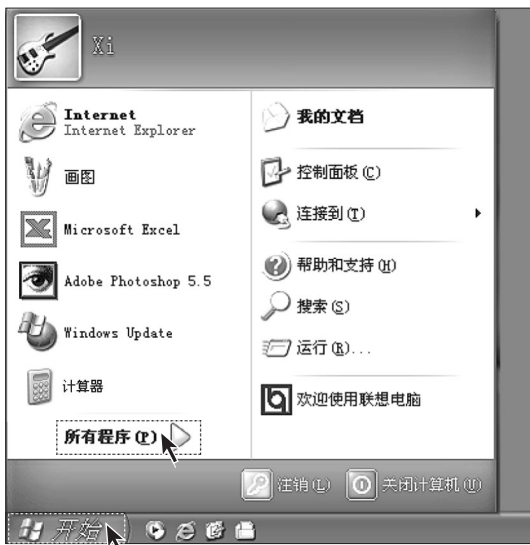 Xi
Internet
Internet Explorer
画图
Microsoft Excel
Adobe Photoshop 5.5
Windows Update
计算器
所有程序(P)
我的文档
控制面板(C)
连接到(T)
帮助和支持(H)
搜索(S)
运行(R)...
欢迎使用联想电脑
注销(L)
关闭计算机(U)
开始